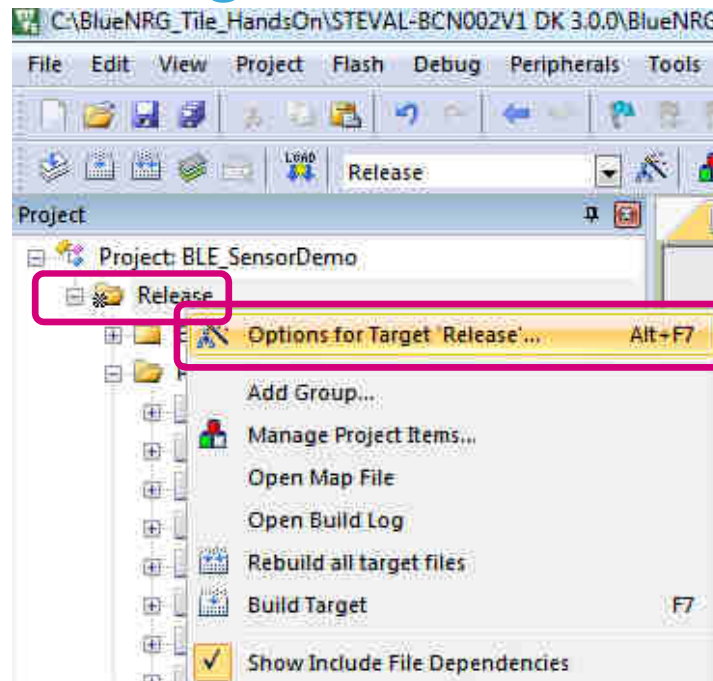 C:\BlueNRG_Tile_HandsOn\STEVAL-BCN002V1 DK 3.0.0\BlueNRG
File Edit View Project Flash Debug Peripherals Tools
LOAD Release
Project
Project: BLE_SensorDemo
Release
Options for Target 'Release'... Alt+F7
Add Group...
Manage Project Items...
Open Map File
Open Build Log
Rebuild all target files
Build Target F7
Show Include File Dependencies